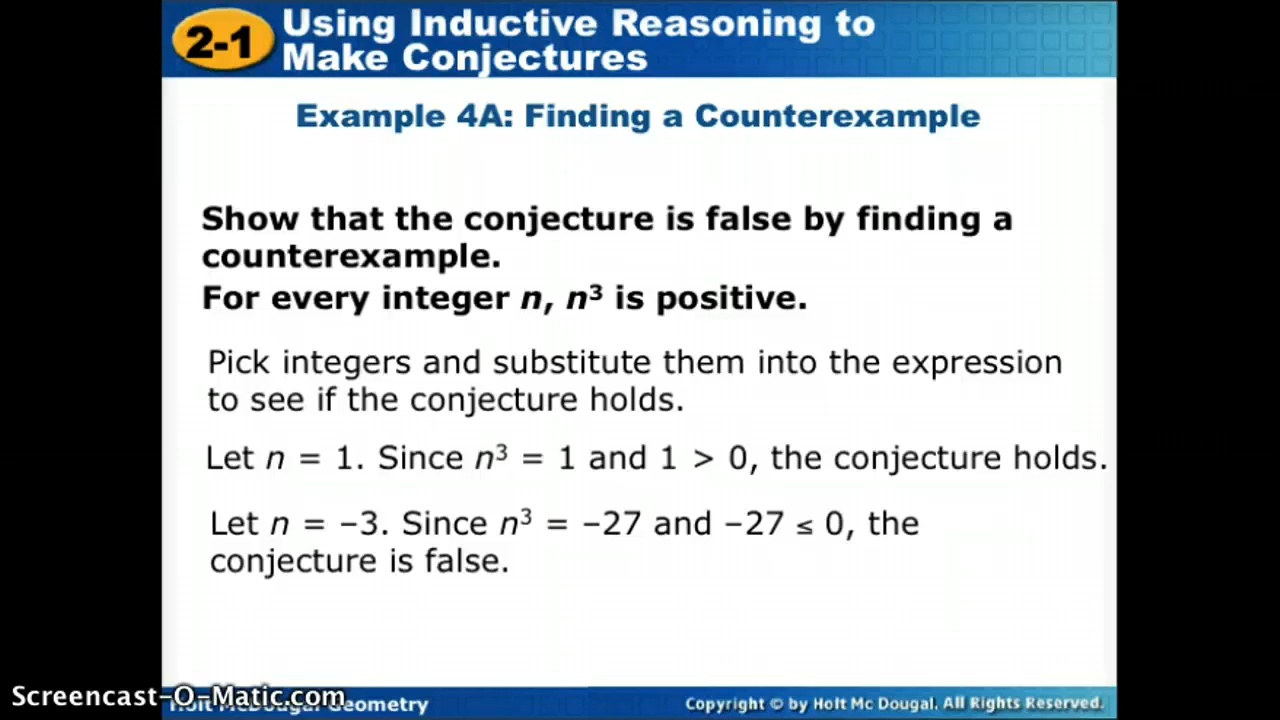 2-1
Using Inductive Reasoning to
Make Conjectures
Example 4A: Finding a Counterexample
Show that the conjecture is false by finding a
counterexample.
For every integer n, n³ is positive.
Pick integers and substitute them into the expression
to see if the conjecture holds.
Let n = 1. Since n³ = 1 and 1 > 0, the conjecture holds.
Let n = –3. Since n³ = –27 and –27 ≤ 0, the
conjecture is false.
Screencast-O-Matic.com
Holt McDougal Geometry
Copyright © by Holt Mc Dougal. All Rights Reserved.